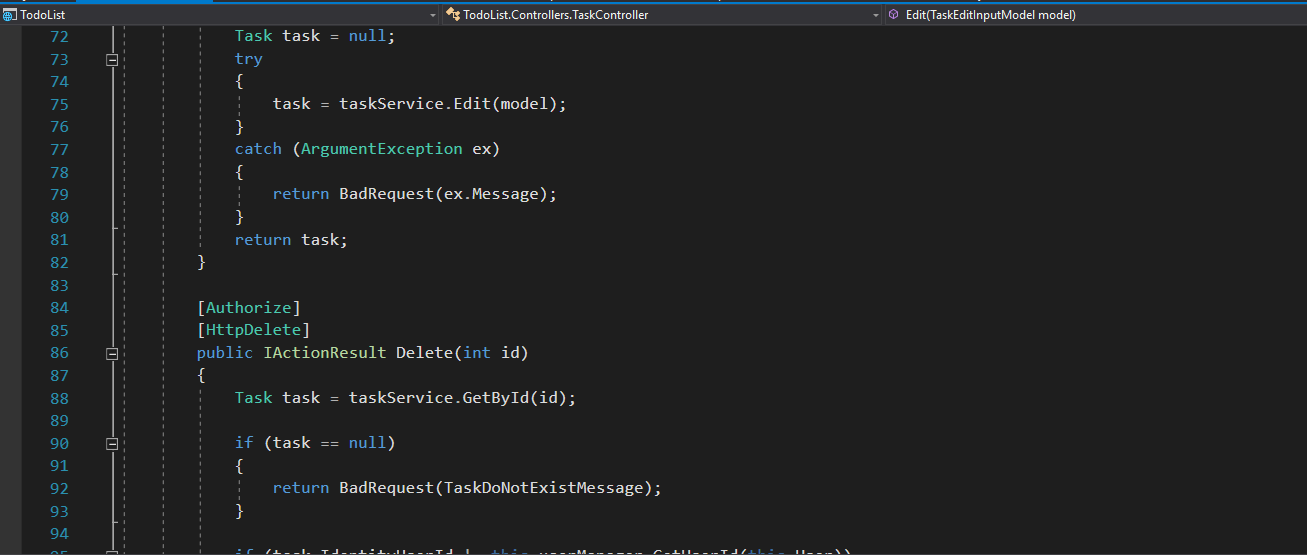 TodoList TodoList.Controllers.TaskController Edit(TaskEditInputModel model)
72 Task task = null;
73 try
74 {
75 task = taskService.Edit(model);
76 }
77 catch (ArgumentException ex)
78 {
79 return BadRequest(ex.Message);
80 }
81 return task;
82 }
83
84 [Authorize]
85 [HttpDelete]
86 public IActionResult Delete(int id)
87 {
88 Task task = taskService.GetById(id);
89
90 if (task == null)
91 {
92 return BadRequest(TaskDoNotExistMessage);
93 }
94